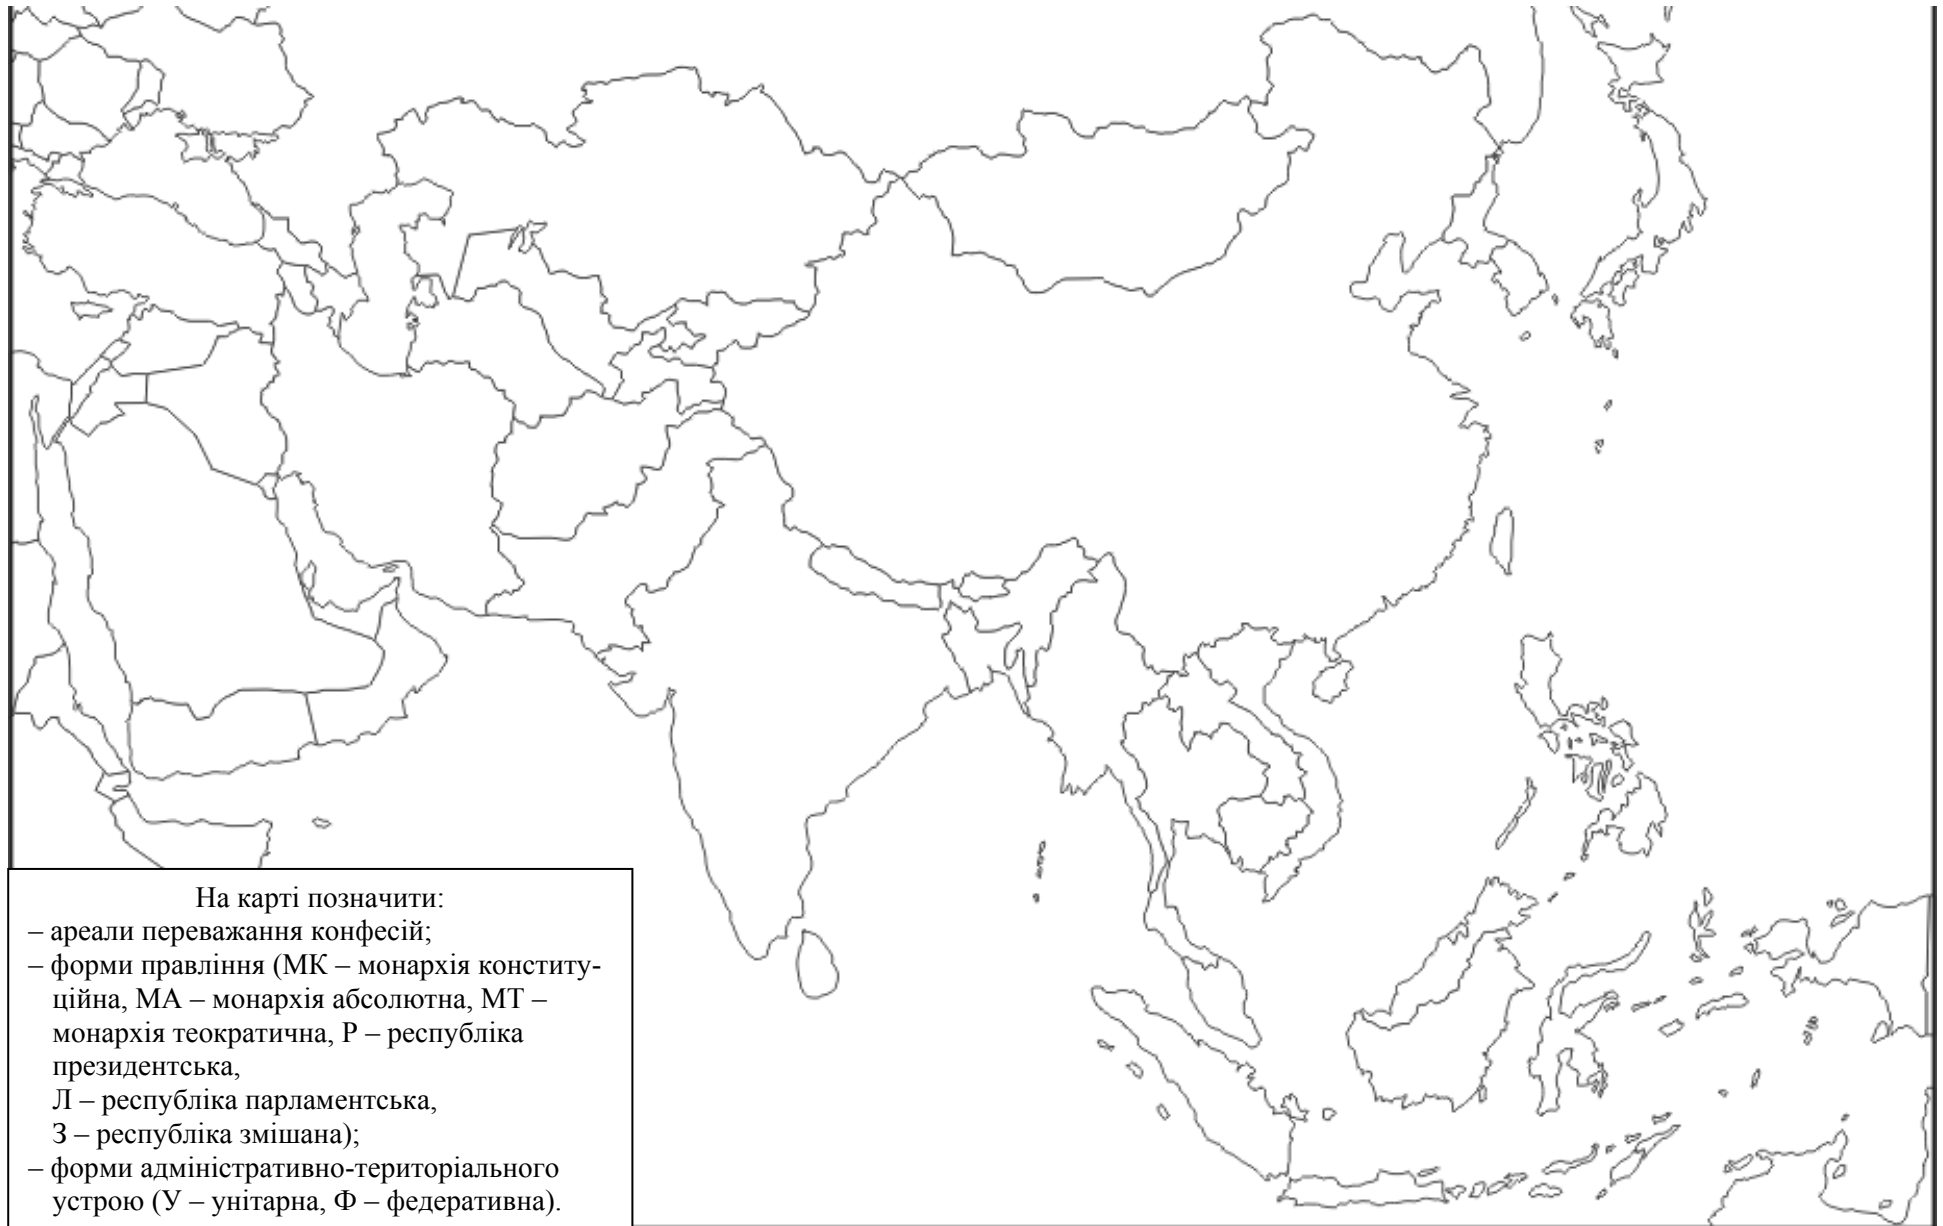 На карті позначити:
– ареали переважання конфесій;
– форми правління (МК – монархія конститу-
ційна, МА – монархія абсолютна, МТ –
монархія теократична, Р – республіка
президентська,
Л – республіка парламентська,
З – республіка змішана);
– форми адміністративно-територіального
устрою (У – унітарна, Ф – федеративна).